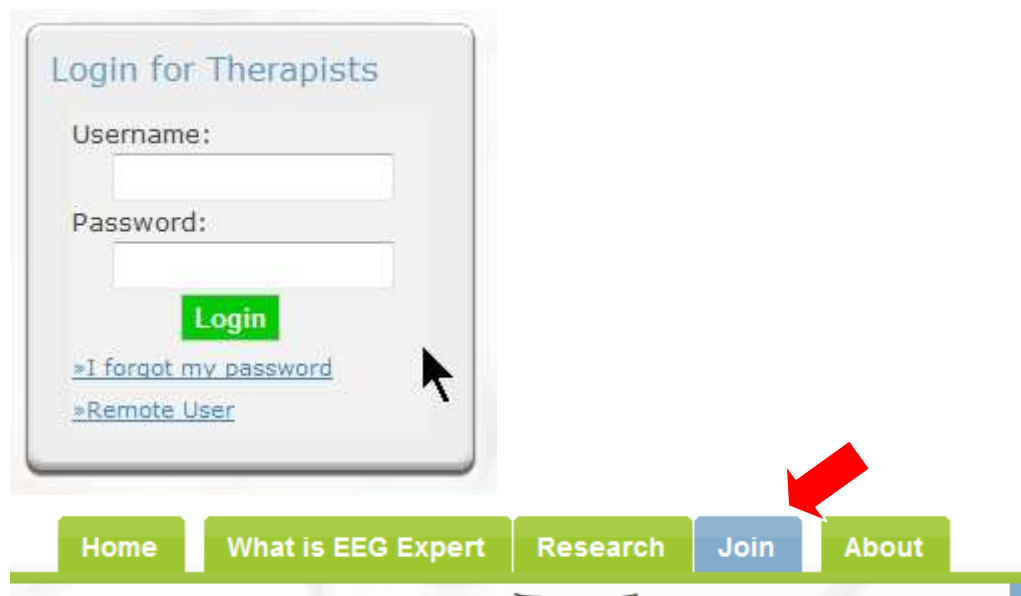 Login for Therapists
Username:
Password:
Login
»I forgot my password
»Remote User
Home What is EEG Expert Research Join About